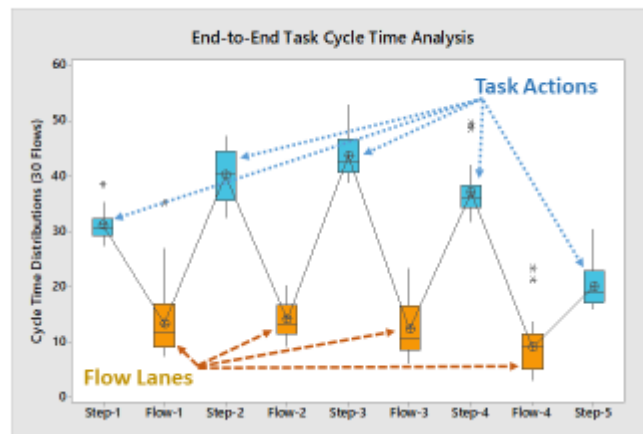 End-to-End Task Cycle Time Analysis
Cycle Time Distributions (30 Flows)
60
50
40
30
20
10
0
Task Actions
Flow Lanes
Step-1 Flow-1 Step-2 Flow-2 Step-3 Flow-3 Step-4 Flow-4 Step-5